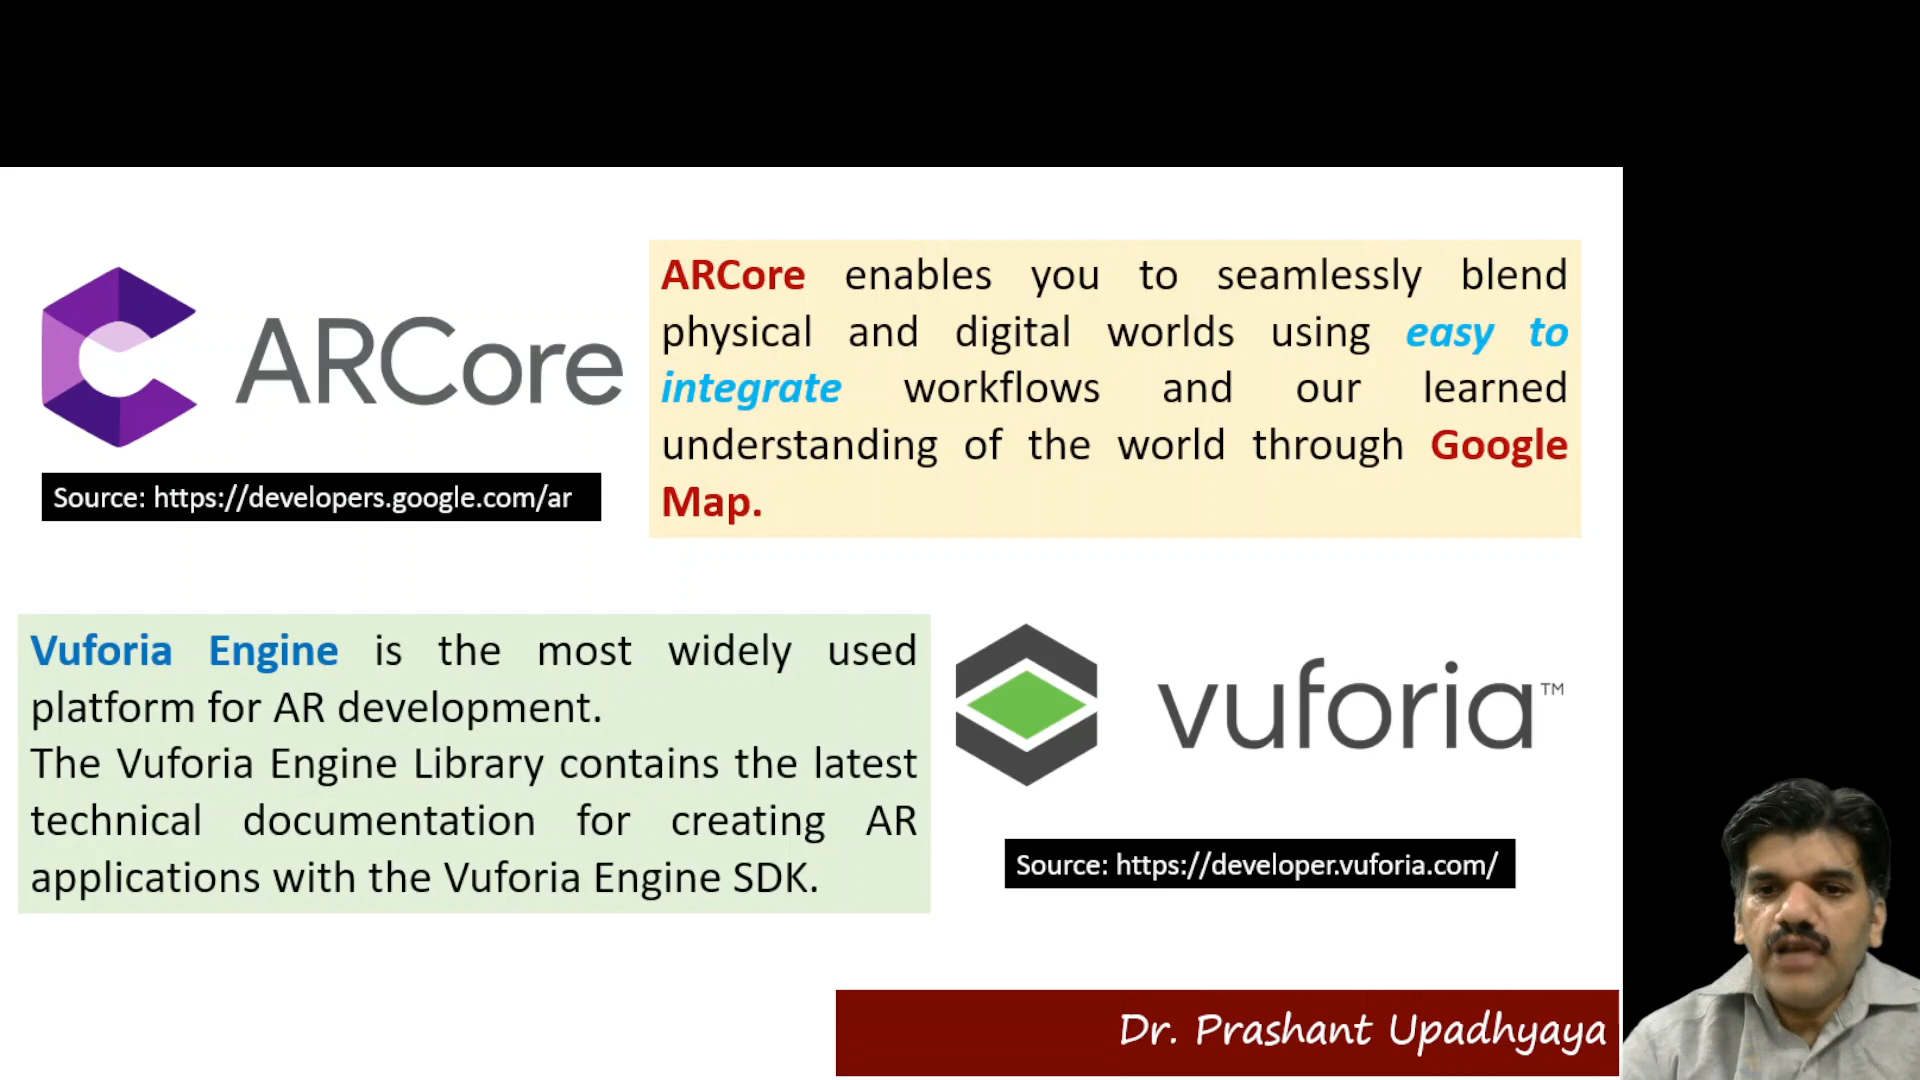 ARCore
Source: https://developers.google.com/ar
ARCore enables you to seamlessly blend
physical and digital worlds using easy to
integrate workflows and our learned
understanding of the world through Google
Map.
Vuforia Engine is the most widely used
platform for AR development.
The Vuforia Engine Library contains the latest
technical documentation for creating AR
applications with the Vuforia Engine SDK.
vuforia™
Source: https://developer.vuforia.com/
Dr. Prashant Upadhyaya